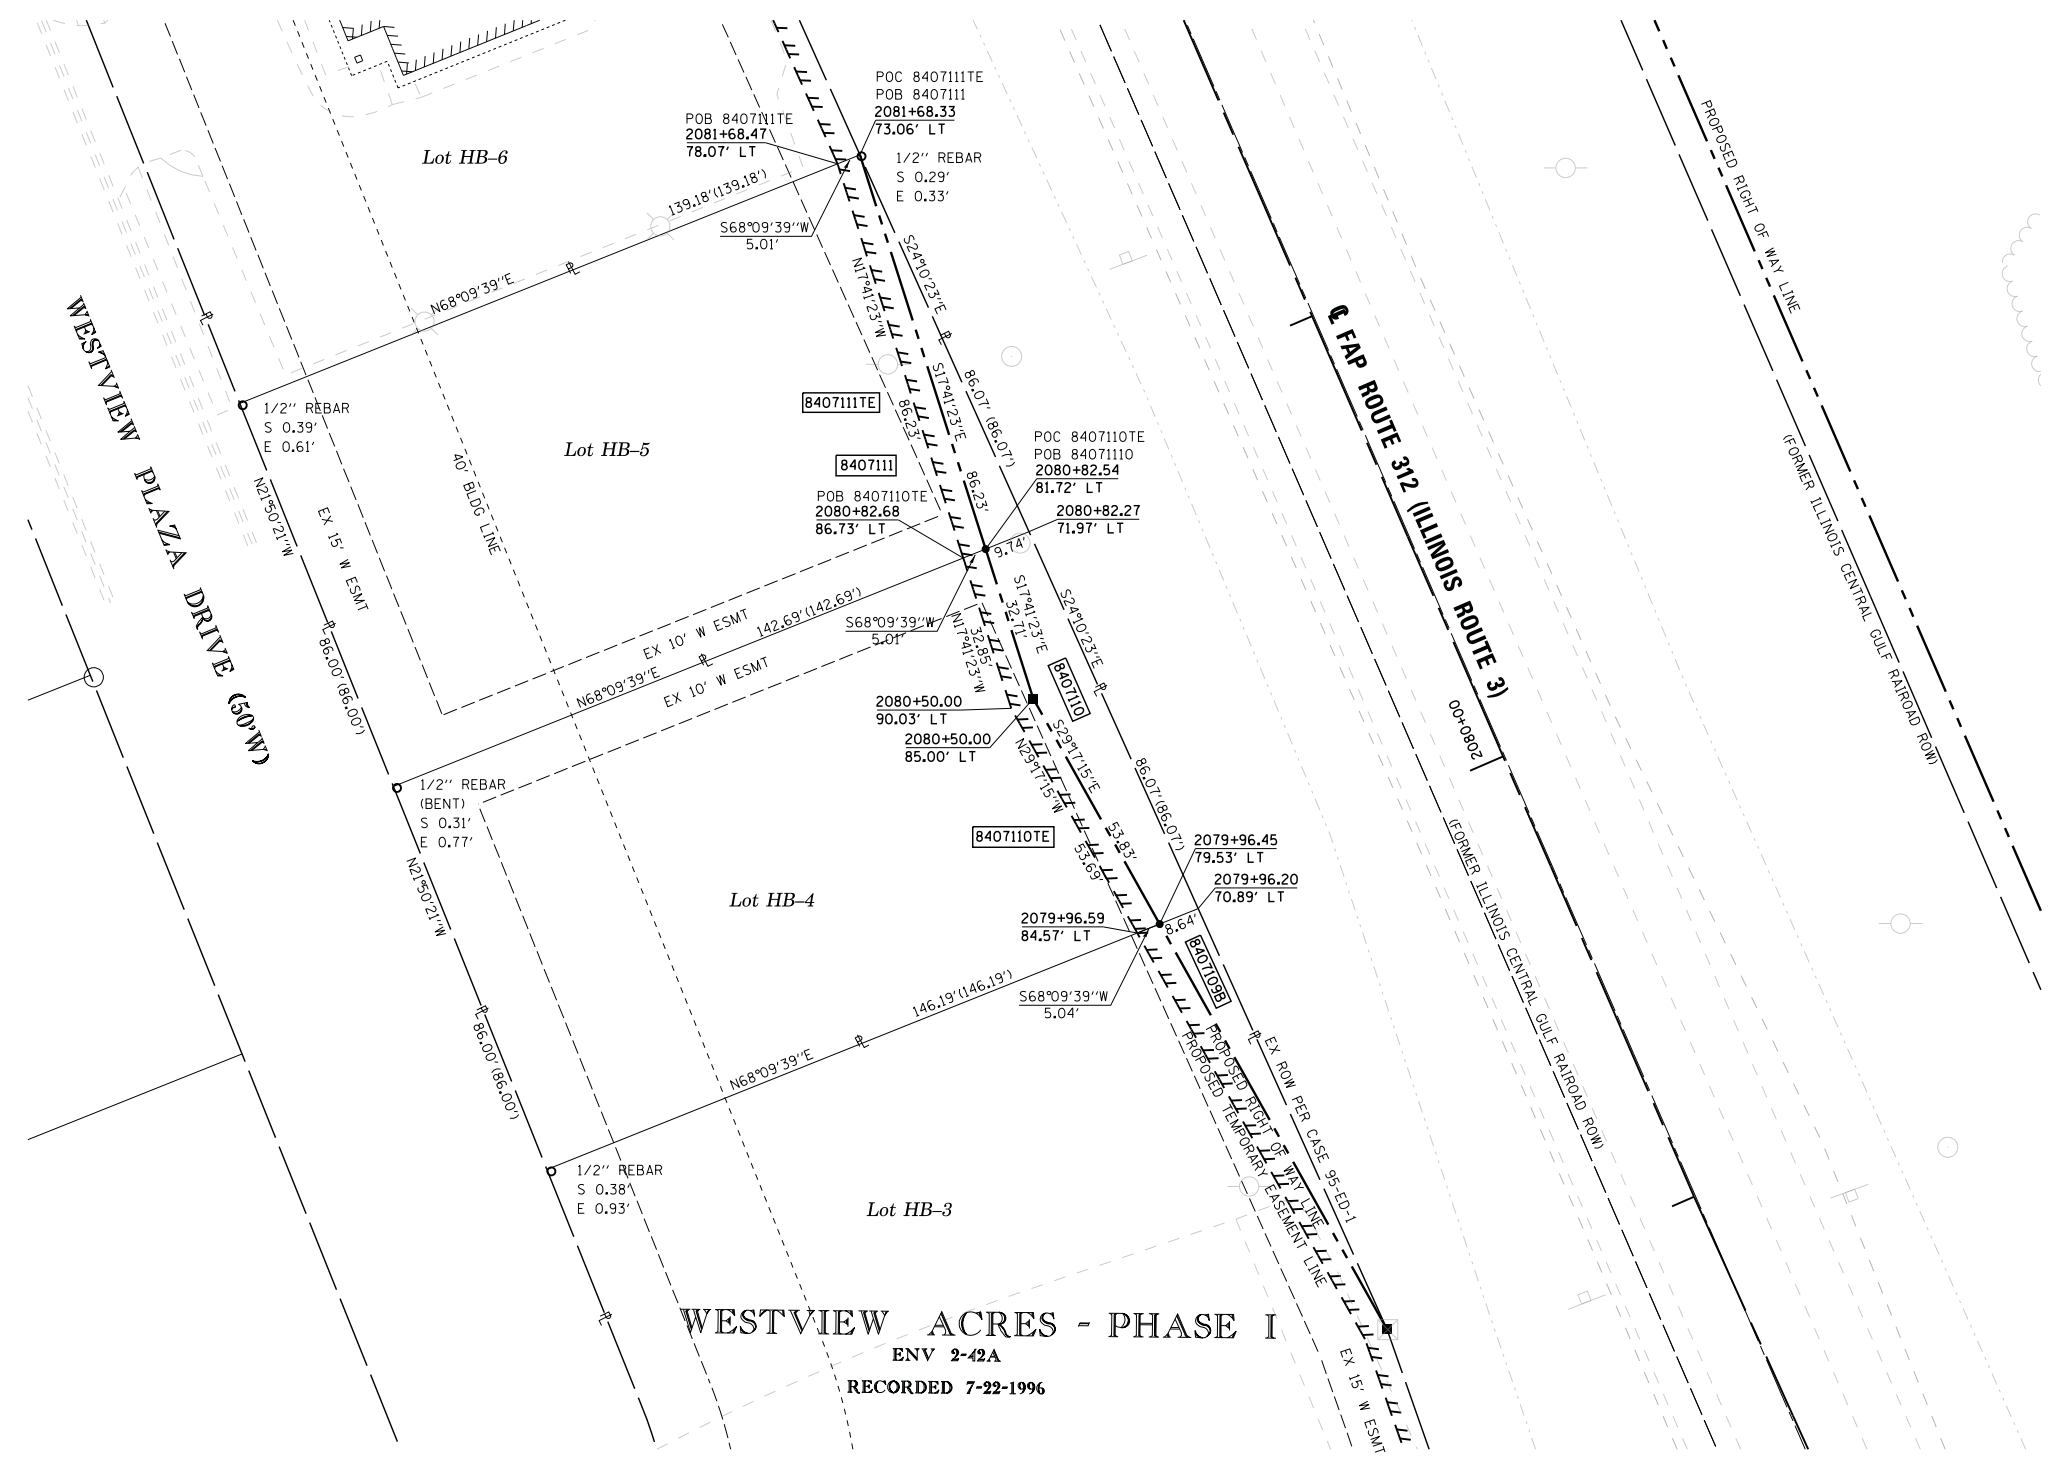 POC 8407111TE
POB 8407111
2081+68.33
73.06' LT
POB 8407111TE
2081+68.47
78.07' LT
1/2" REBAR
S 0.29'
E 0.33'
Lot HB-6
139.18'(139.18')
S68°09'39"W
5.01'
N68°09'39"E
PROPOSED RIGHT OF WAY LINE
(FORMER ILLINOIS CENTRAL GULF RAIROAD ROW)
S24°10'23"E
N17°41'23"W
86.23'
S17°41'23"E
86.23'
86.07' (86.07')
℄ FAP ROUTE 312 (ILLINOIS ROUTE 3)
2080+00
WESTVIEW PLAZA DRIVE (50'W)
1/2" REBAR
S 0.39'
E 0.61'
N21°50'21"W
86.00'(86.00')
EX 15' W ESMT
40' BLDG LINE
Lot HB-5
8407111TE
8407111
POC 8407110TE
POB 8407110
2080+82.54
81.72' LT
POB 8407110TE
2080+82.68
86.73' LT
2080+82.27
71.97' LT
9.74'
S68°09'39"W
5.01'
EX 10' W ESMT
142.69'(142.69')
N68°09'39"E
EX 10' W ESMT
S17°41'23"E
32.71'
32.85'
N17°41'23"W
S24°10'23"E
86.07'(86.07')
8407110
2080+50.00
90.03' LT
2080+50.00
85.00' LT
S29°17'15"E
53.83'
N29°17'15"W
53.69'
1/2" REBAR
(BENT)
S 0.31'
E 0.77'
N21°50'21"W
86.00'(86.00')
8407110TE
Lot HB-4
2079+96.45
79.53' LT
2079+96.20
70.89' LT
2079+96.59
84.57' LT
8.64'
8407109B
S68°09'39"W
5.04'
146.19'(146.19')
N68°09'39"E
(FORMER ILLINOIS CENTRAL GULF RAIROAD ROW)
EX ROW PER CASE 95-ED-1
PROPOSED RIGHT OF WAY LINE
PROPOSED TEMPORARY EASEMENT LINE
1/2" REBAR
S 0.38'
E 0.93'
Lot HB-3
WESTVIEW ACRES - PHASE I
ENV 2-42A
RECORDED 7-22-1996
EX 15' W ESMT